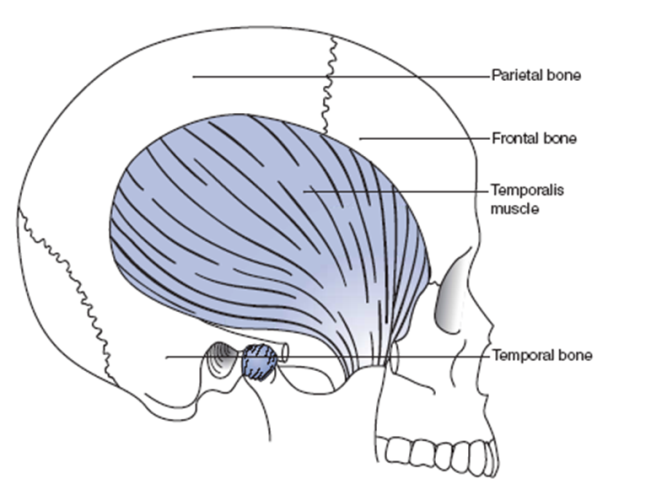 Parietal bone
Frontal bone
Temporalis
muscle
Temporal bone